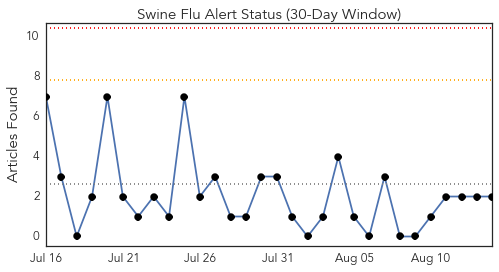 Swine Flu Alert Status (30-Day Window)
Articles Found
10
8
6
4
2
0
Jul 16
Jul 21
Jul 26
Jul 31
Aug 05
Aug 10